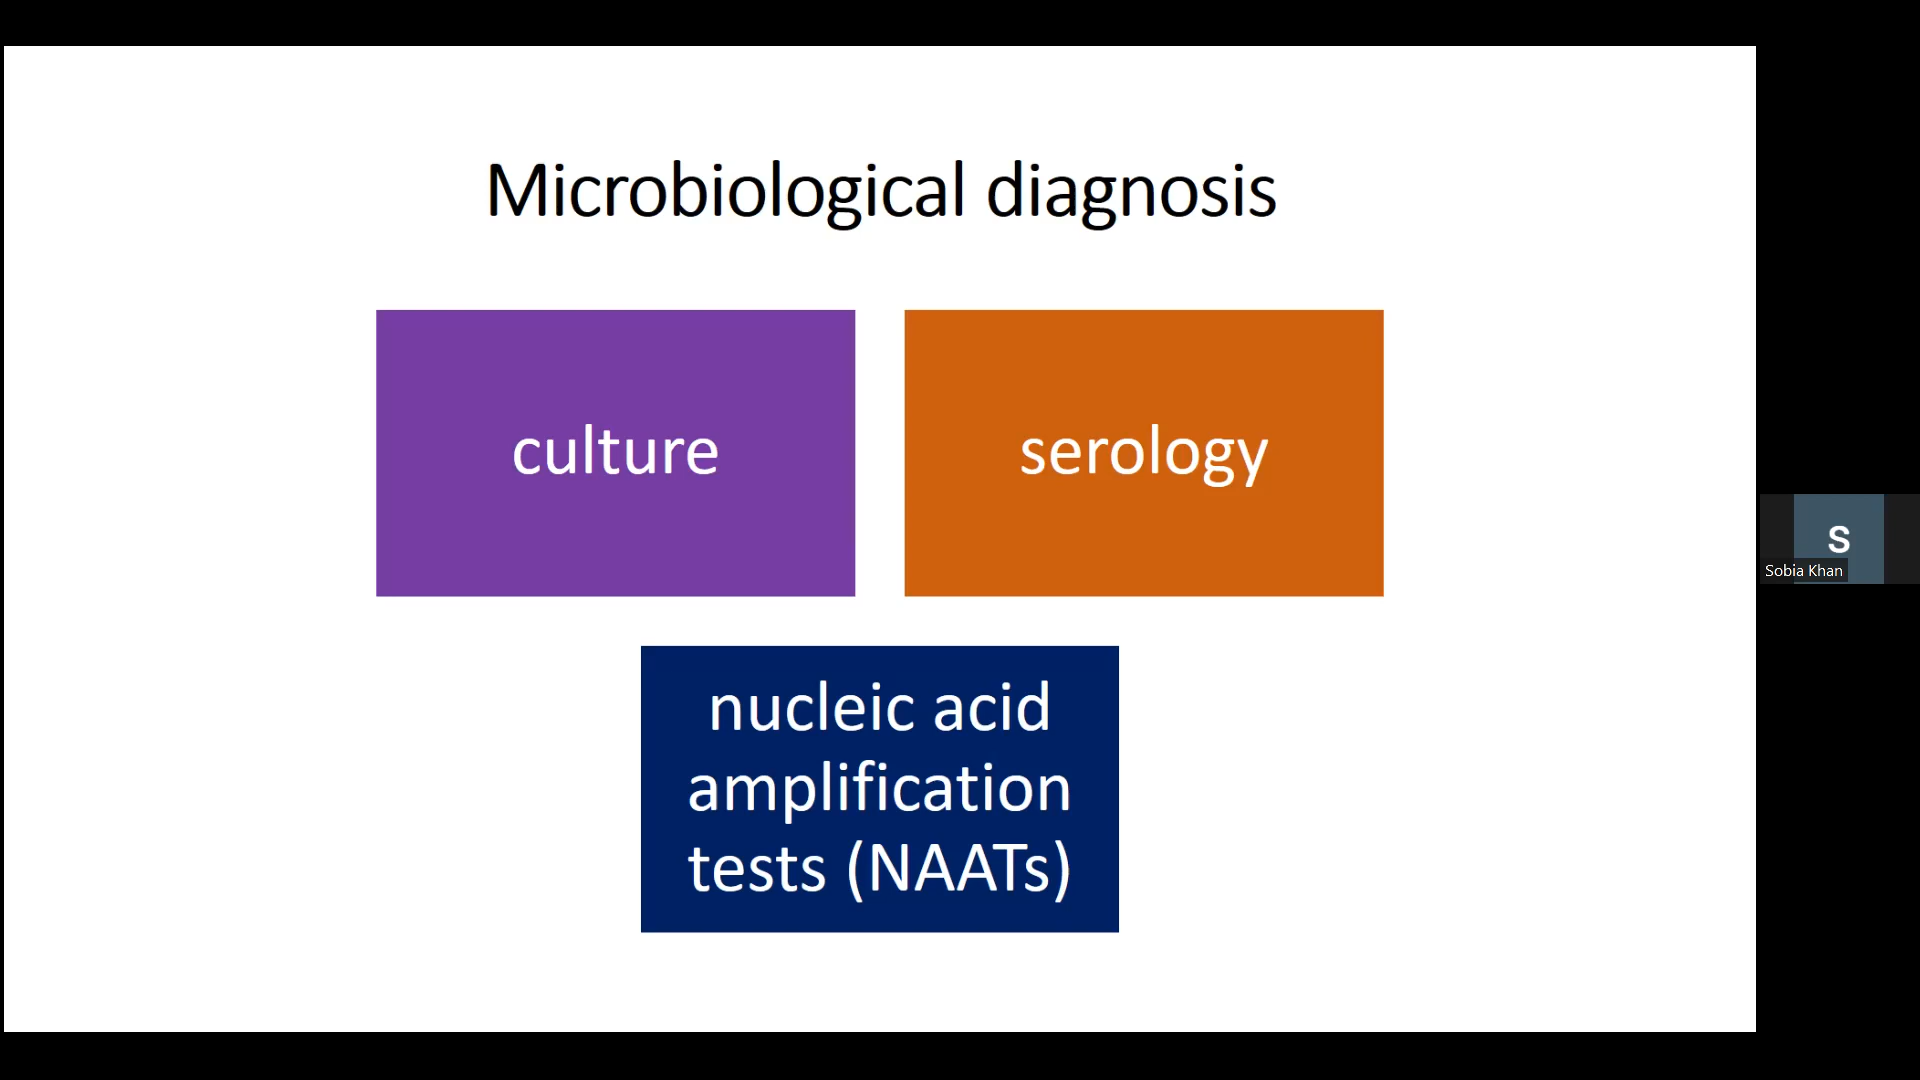 Microbiological diagnosis
culture
serology
nucleic acid
amplification
tests (NAATs)
S
Sobia Khan